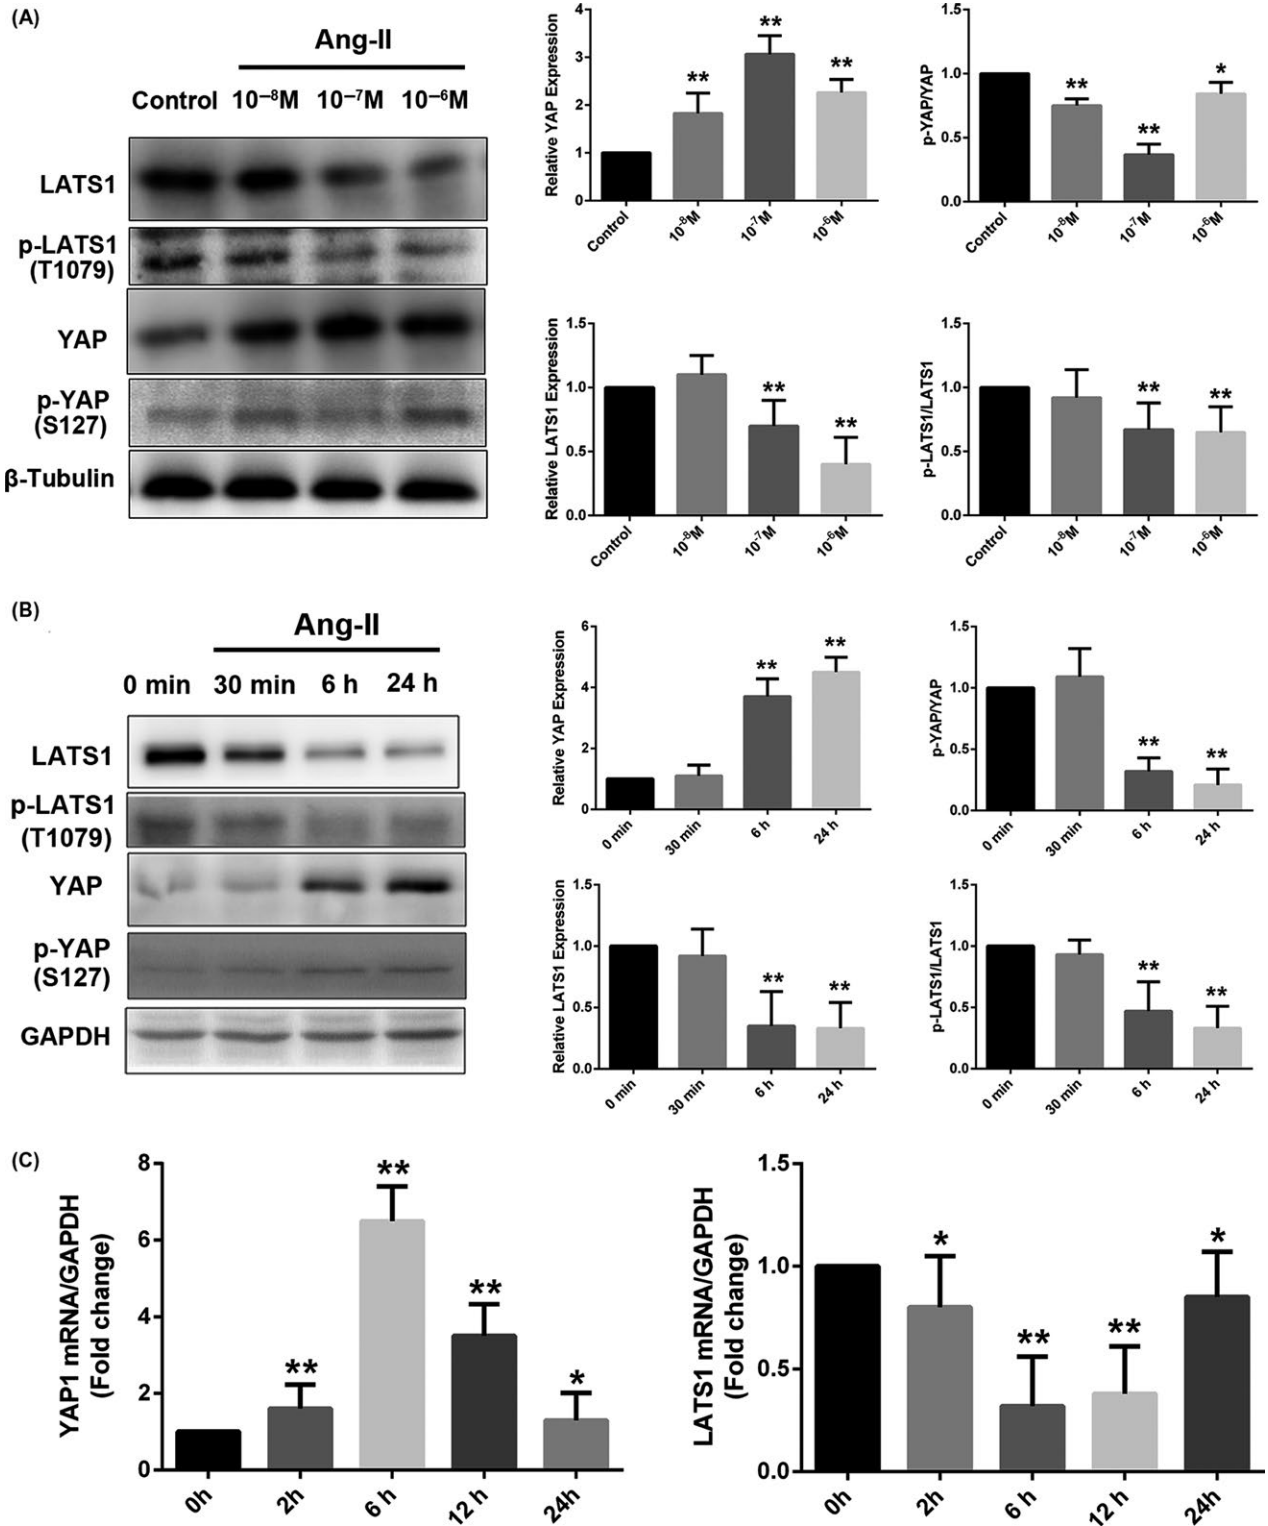 (A)
Ang-II
Control 10⁻⁸M 10⁻⁷M 10⁻⁶M
LATS1
p-LATS1
(T1079)
YAP
p-YAP
(S127)
β-Tubulin
Relative YAP Expression
4
3
2
1
0
** ** **
Control 10⁻⁸M 10⁻⁷M 10⁻⁶M
p-YAP/YAP
1.5
1.0
0.5
0.0
** ** *
Control 10⁻⁸M 10⁻⁷M 10⁻⁶M
Relative LATS1 Expression
1.5
1.0
0.5
0.0
** **
Control 10⁻⁸M 10⁻⁷M 10⁻⁶M
p-LATS1/LATS1
1.5
1.0
0.5
0.0
** **
Control 10⁻⁸M 10⁻⁷M 10⁻⁶M
(B)
Ang-II
0 min 30 min 6 h 24 h
LATS1
p-LATS1
(T1079)
YAP
p-YAP
(S127)
GAPDH
Relative YAP Expression
6
4
2
0
** **
0 min 30 min 6 h 24 h
p-YAP/YAP
1.5
1.0
0.5
0.0
** **
0 min 30 min 6 h 24 h
Relative LATS1 Expression
1.5
1.0
0.5
0.0
** **
0 min 30 min 6 h 24 h
p-LATS1/LATS1
1.5
1.0
0.5
0.0
** **
0 min 30 min 6 h 24 h
(C)
YAP1 mRNA/GAPDH
(Fold change)
8
6
4
2
0
** ** ** *
0h 2h 6 h 12 h 24h
LATS1 mRNA/GAPDH
(Fold change)
1.5
1.0
0.5
0.0
* ** ** *
0h 2h 6 h 12 h 24h